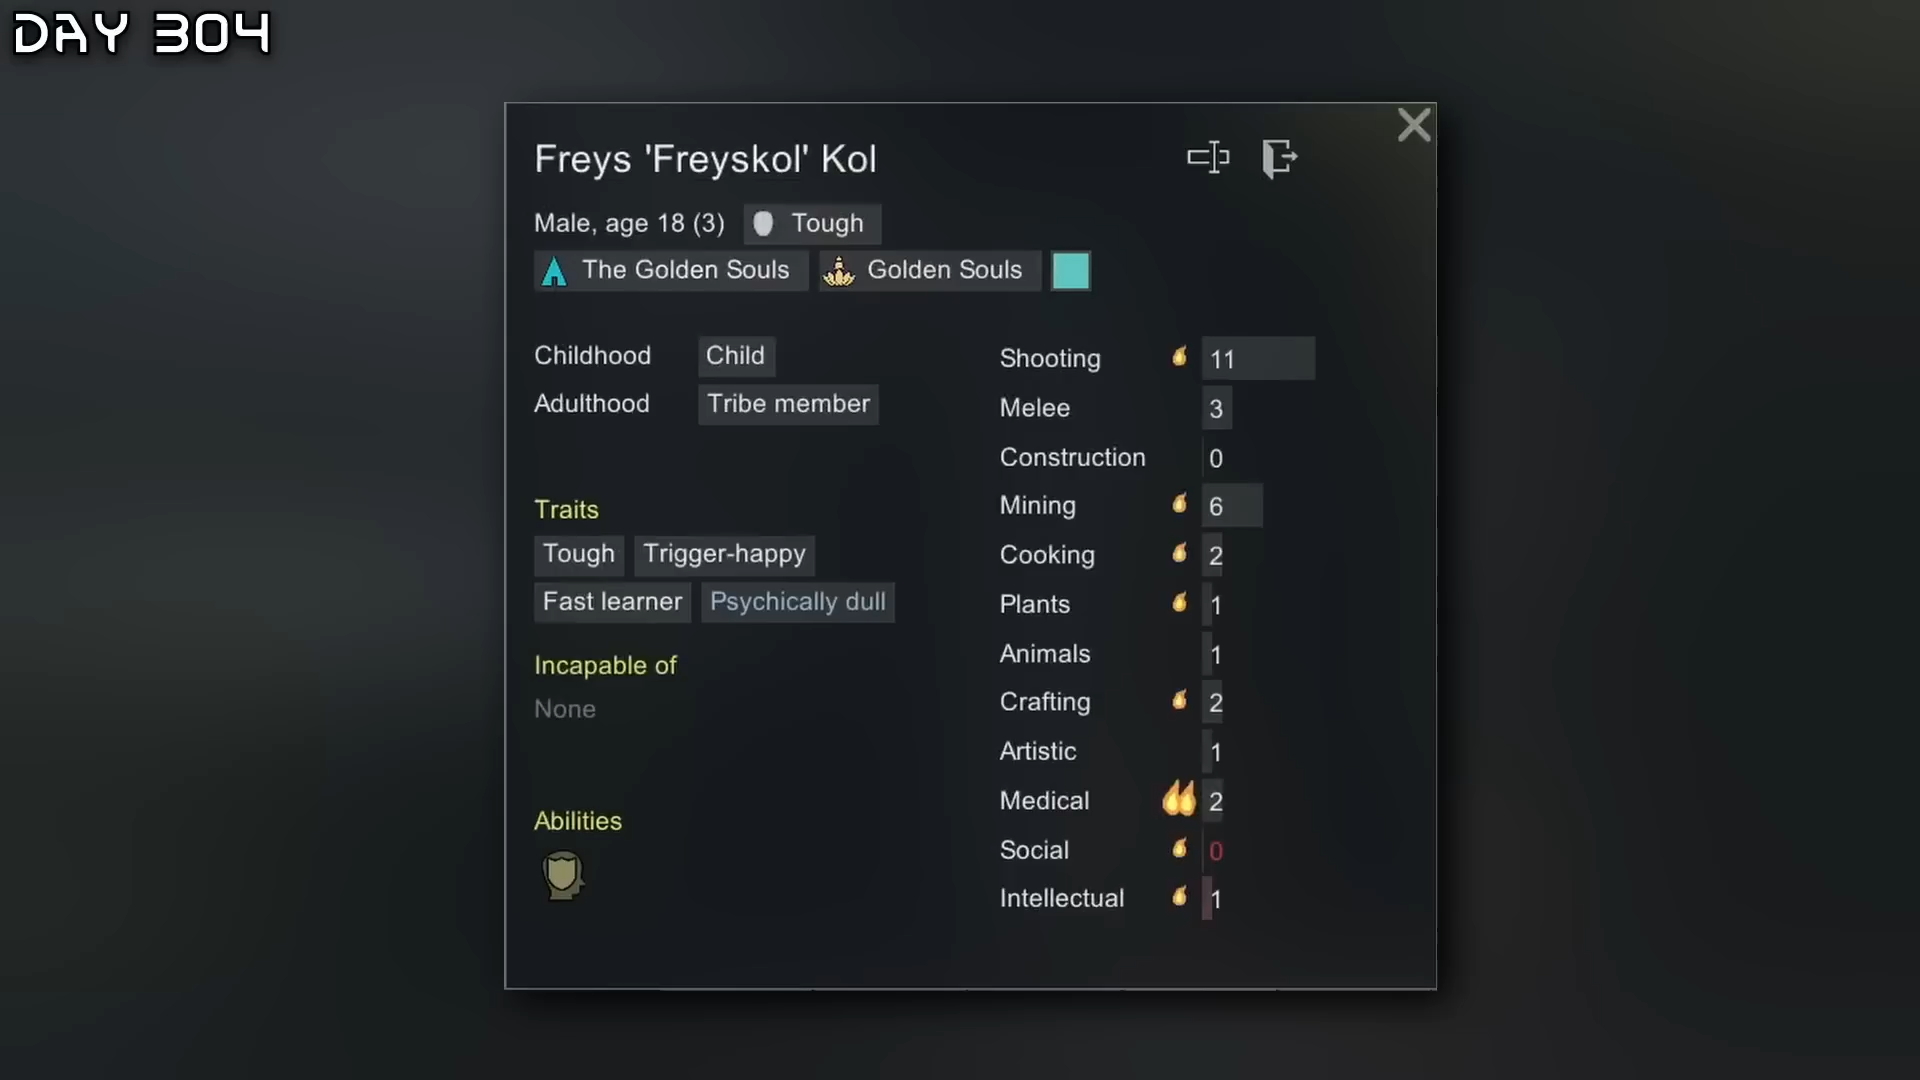 DAY 304
Freys 'Freyskol' Kol
Male, age 18 (3) Tough
The Golden Souls Golden Souls
Childhood Child
Adulthood Tribe member
Traits
Tough Trigger-happy
Fast learner Psychically dull
Incapable of
None
Abilities
Shooting 11
Melee 3
Construction 0
Mining 6
Cooking 2
Plants 1
Animals 1
Crafting 2
Artistic 1
Medical 2
Social 0
Intellectual 1